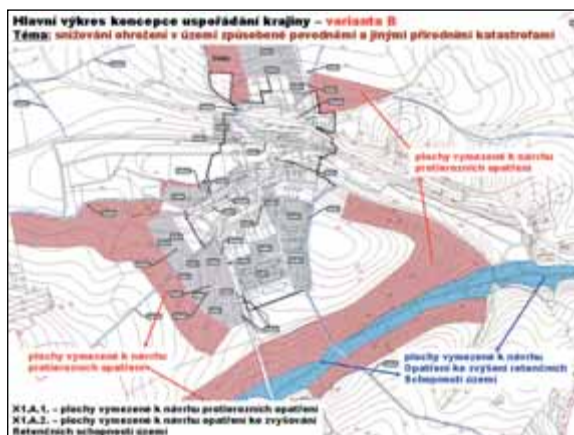 Hlavní výkres koncepce uspořádání krajiny – varianta B
Téma: snižování ohrožení v území způsobené povodněmi a jinými přírodními katastrofami
plochy vymezené k návrhu
protierozních opatření
plochy vymezené k návrhu
protierozních opatření
plochy vymezené k návrhu
Opatření ke zvýšení retenčních
Schopností území
X1.A.1. – plochy vymezené k návrhu protierozních opatření
X1.A.2. – plochy vymezené k návrhu opatření ke zvyšování
Retenčních schopností území